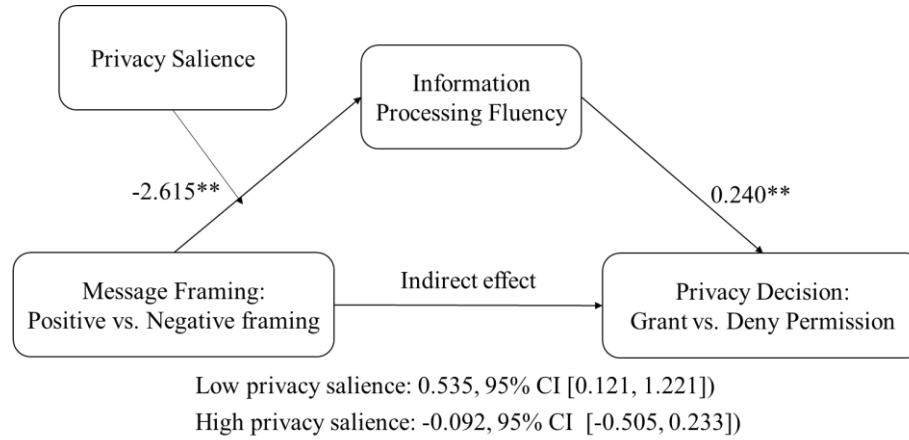 Privacy Salience
Information
Processing Fluency
-2.615**
0.240**
Message Framing:
Positive vs. Negative framing
Indirect effect
Privacy Decision:
Grant vs. Deny Permission
Low privacy salience: 0.535, 95% CI [0.121, 1.221])
High privacy salience: -0.092, 95% CI [-0.505, 0.233])